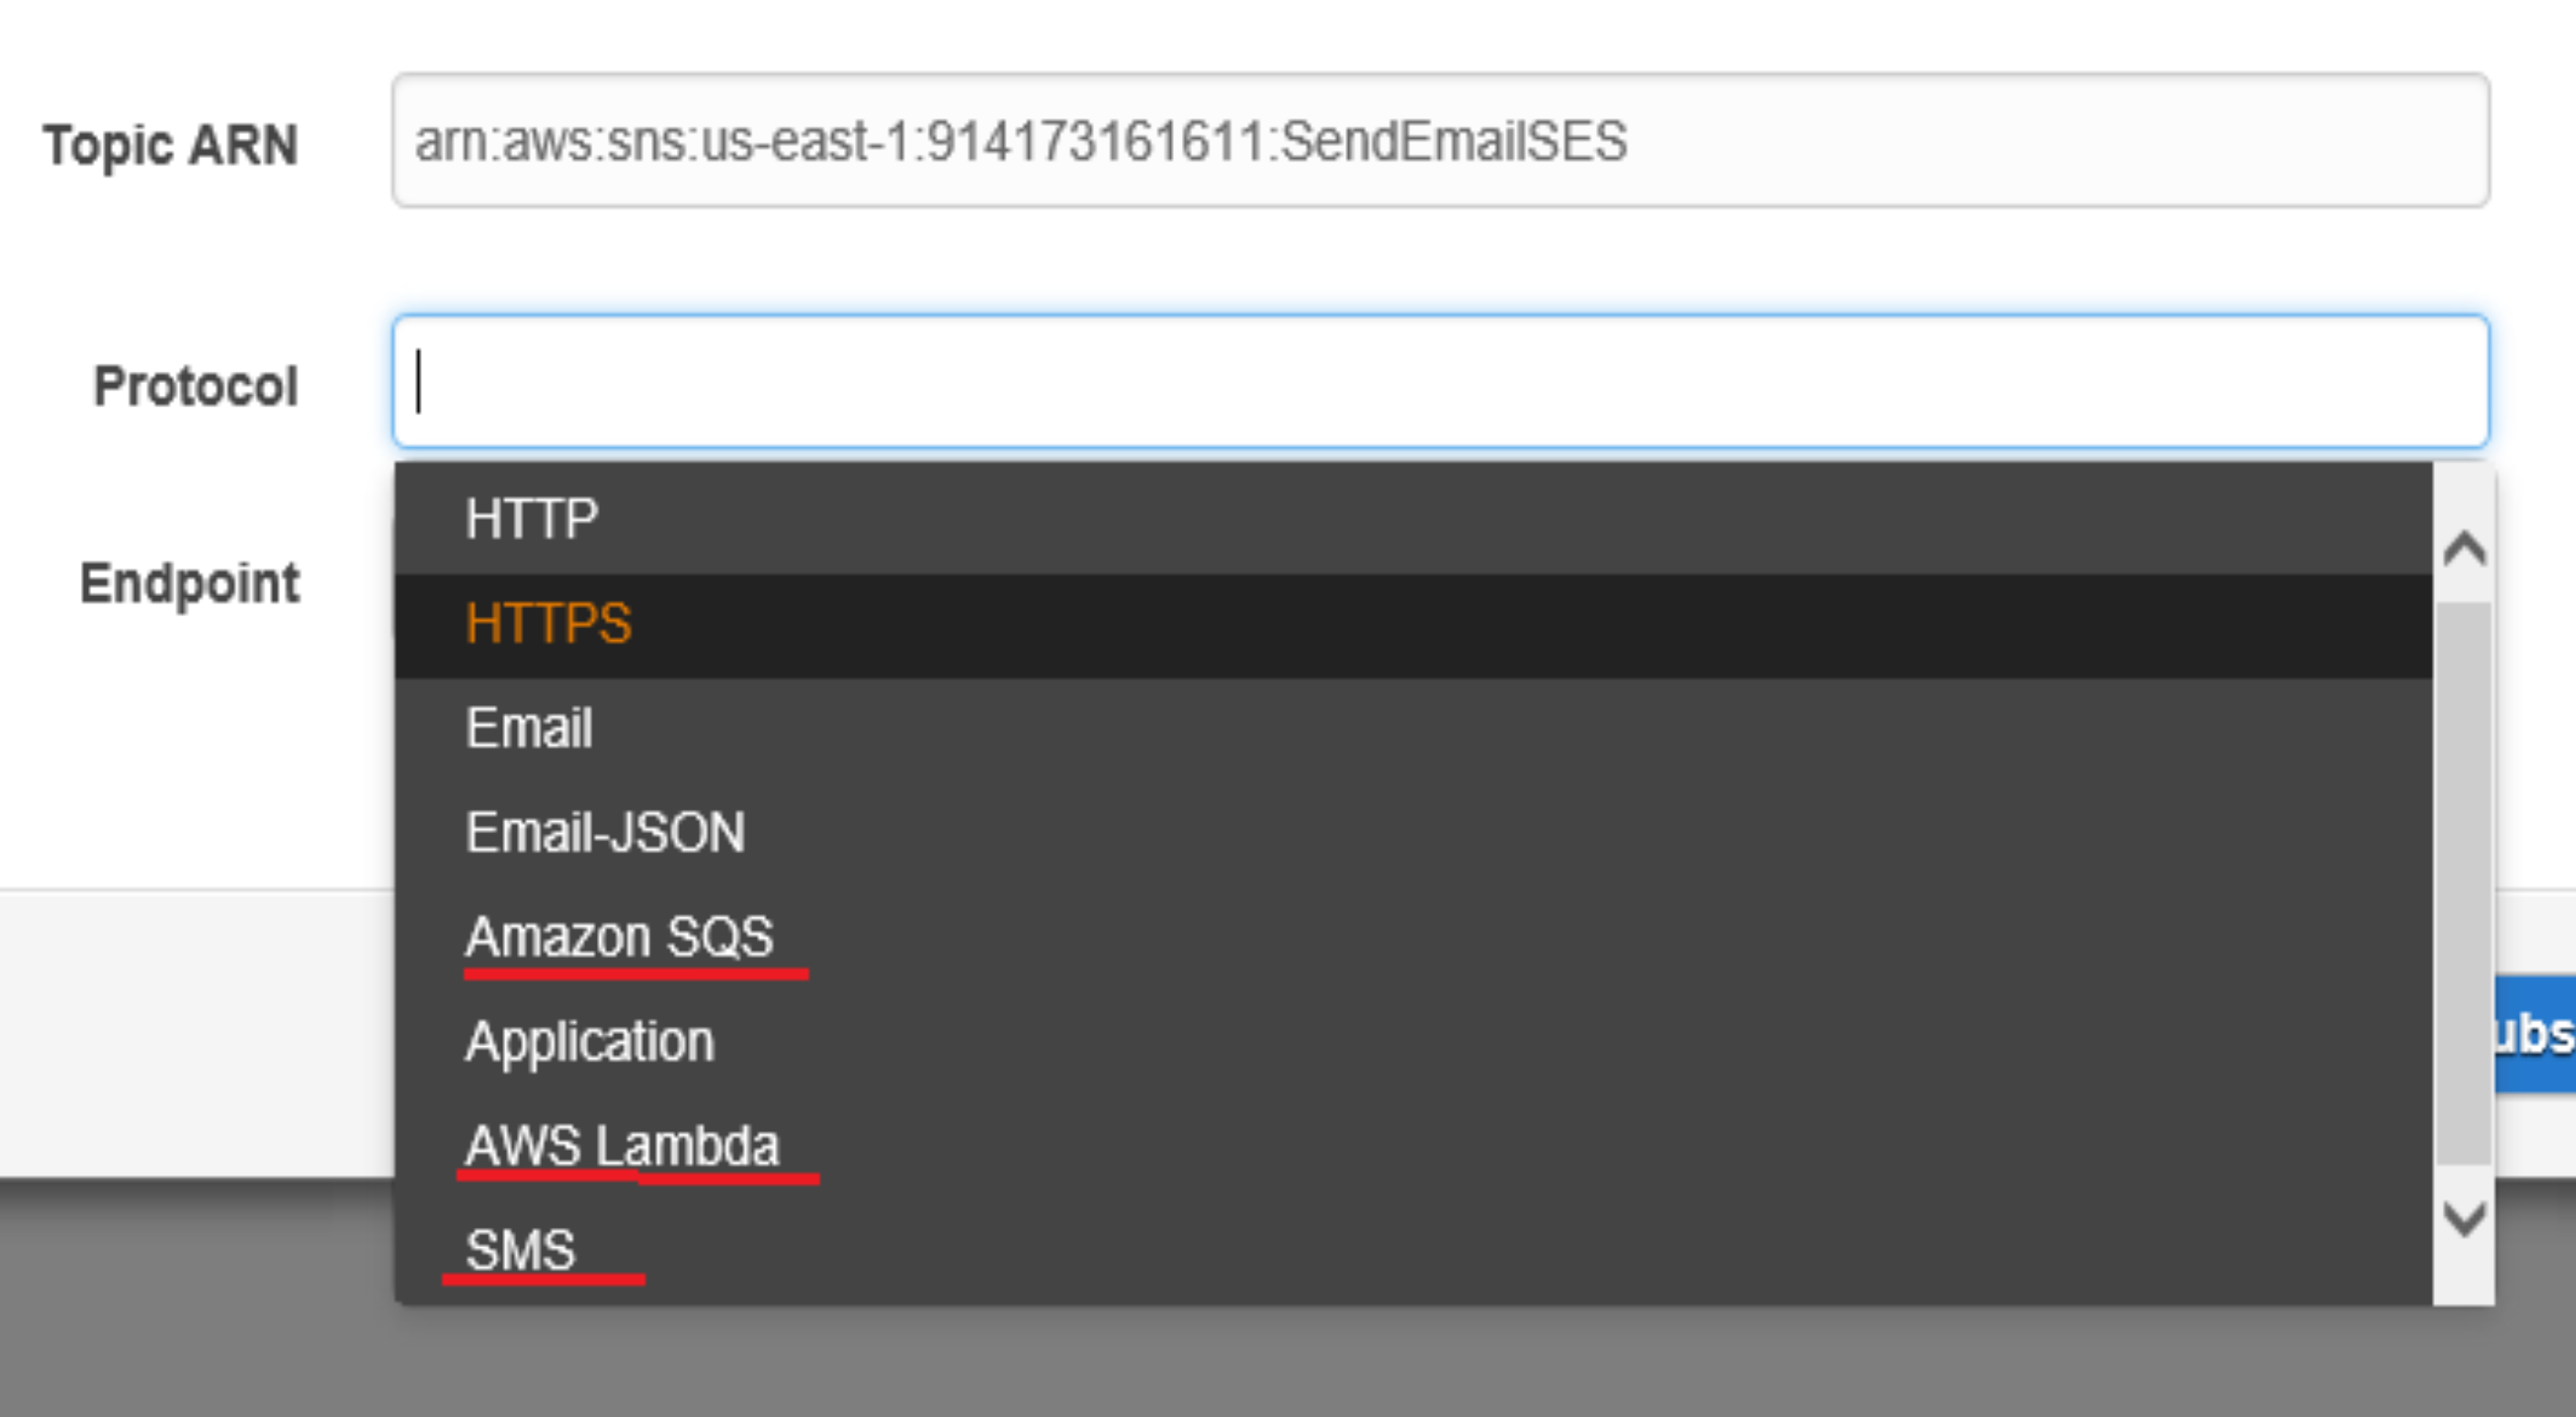 Topic ARN
arn:aws:sns:us-east-1:914173161611:SendEmailSES
Protocol
HTTP
HTTPS
Endpoint
Email
Email-JSON
Amazon SQS
Application
ubs
AWS Lambda
SMS